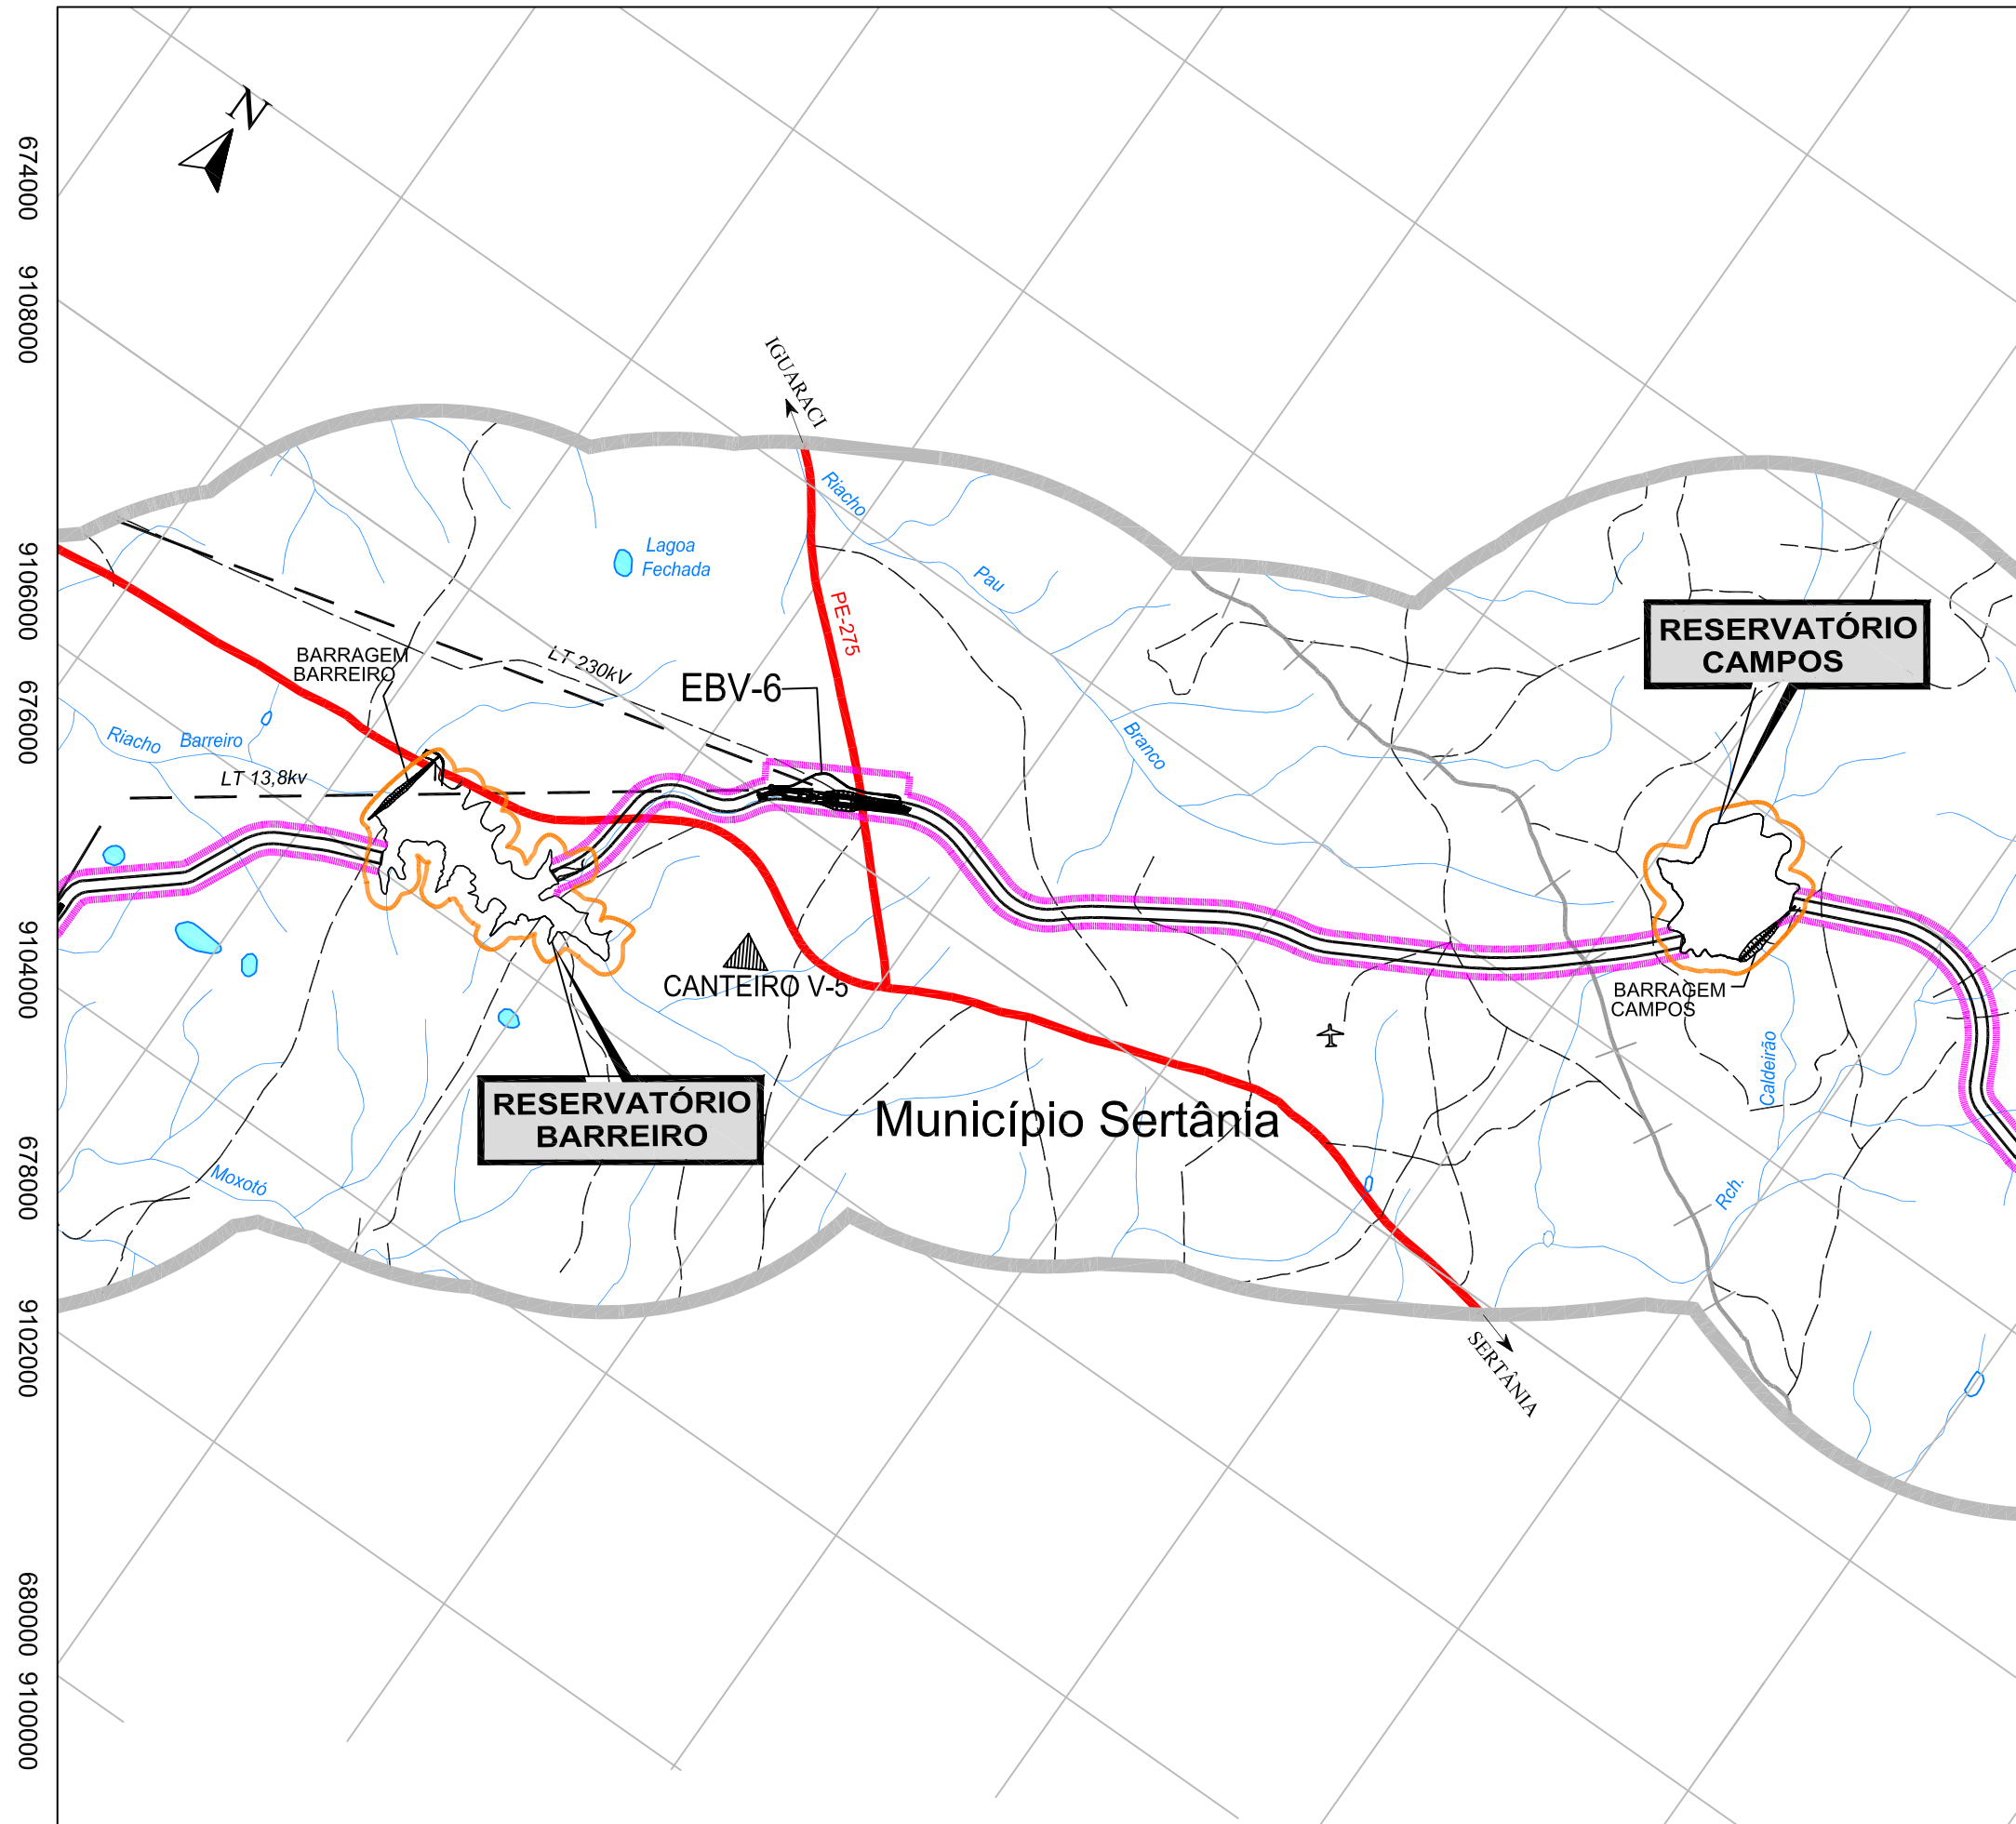 N
674000
9108000
9106000
676000
9104000
678000
9102000
680000
9100000
IGUARACI
Riacho
Pau
Branco
Lagoa
Fechada
PE-275
LT 230kV
BARRAGEM
BARREIRO
EBV-6
Riacho Barreiro
LT 13,8kv
RESERVATÓRIO
CAMPOS
CANTEIRO V-5
BARRAGEM
CAMPOS
Caldeirão
Rch.
RESERVATÓRIO
BARREIRO
Município Sertânia
Moxotó
SERTÂNIA